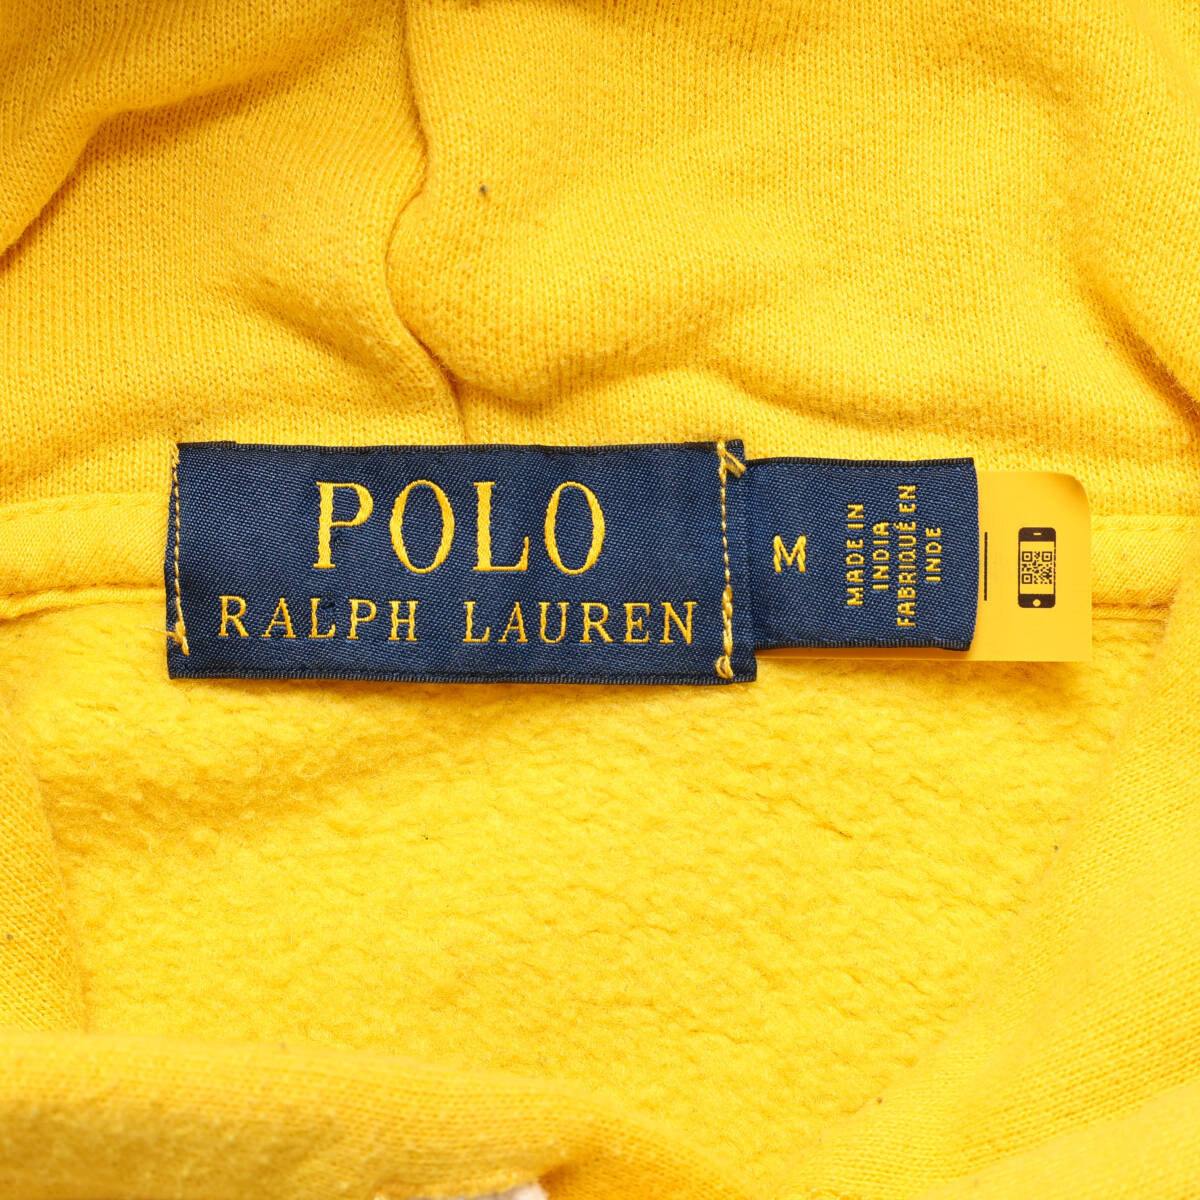 POLO
RALPH LAUREN
M
MADE IN
INDIA
FABRIQUÉ EN
INDE